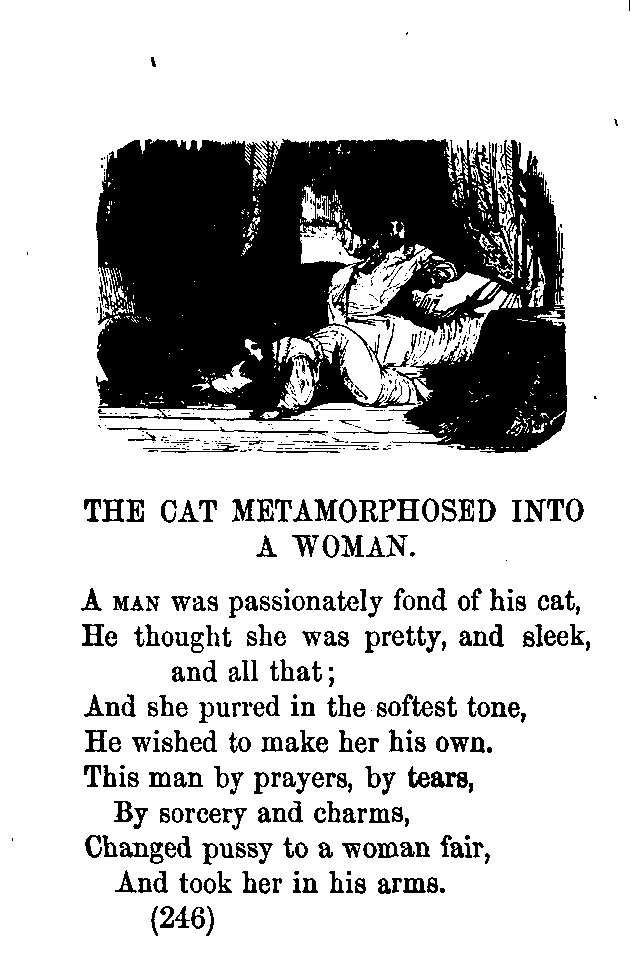 THE CAT METAMORPHOSED INTO
A WOMAN.
A MAN was passionately fond of his cat,
He thought she was pretty, and sleek,
and all that;
And she purred in the softest tone,
He wished to make her his own.
This man by prayers, by tears,
By sorcery and charms,
Changed pussy to a woman fair,
And took her in his arms.
(246)